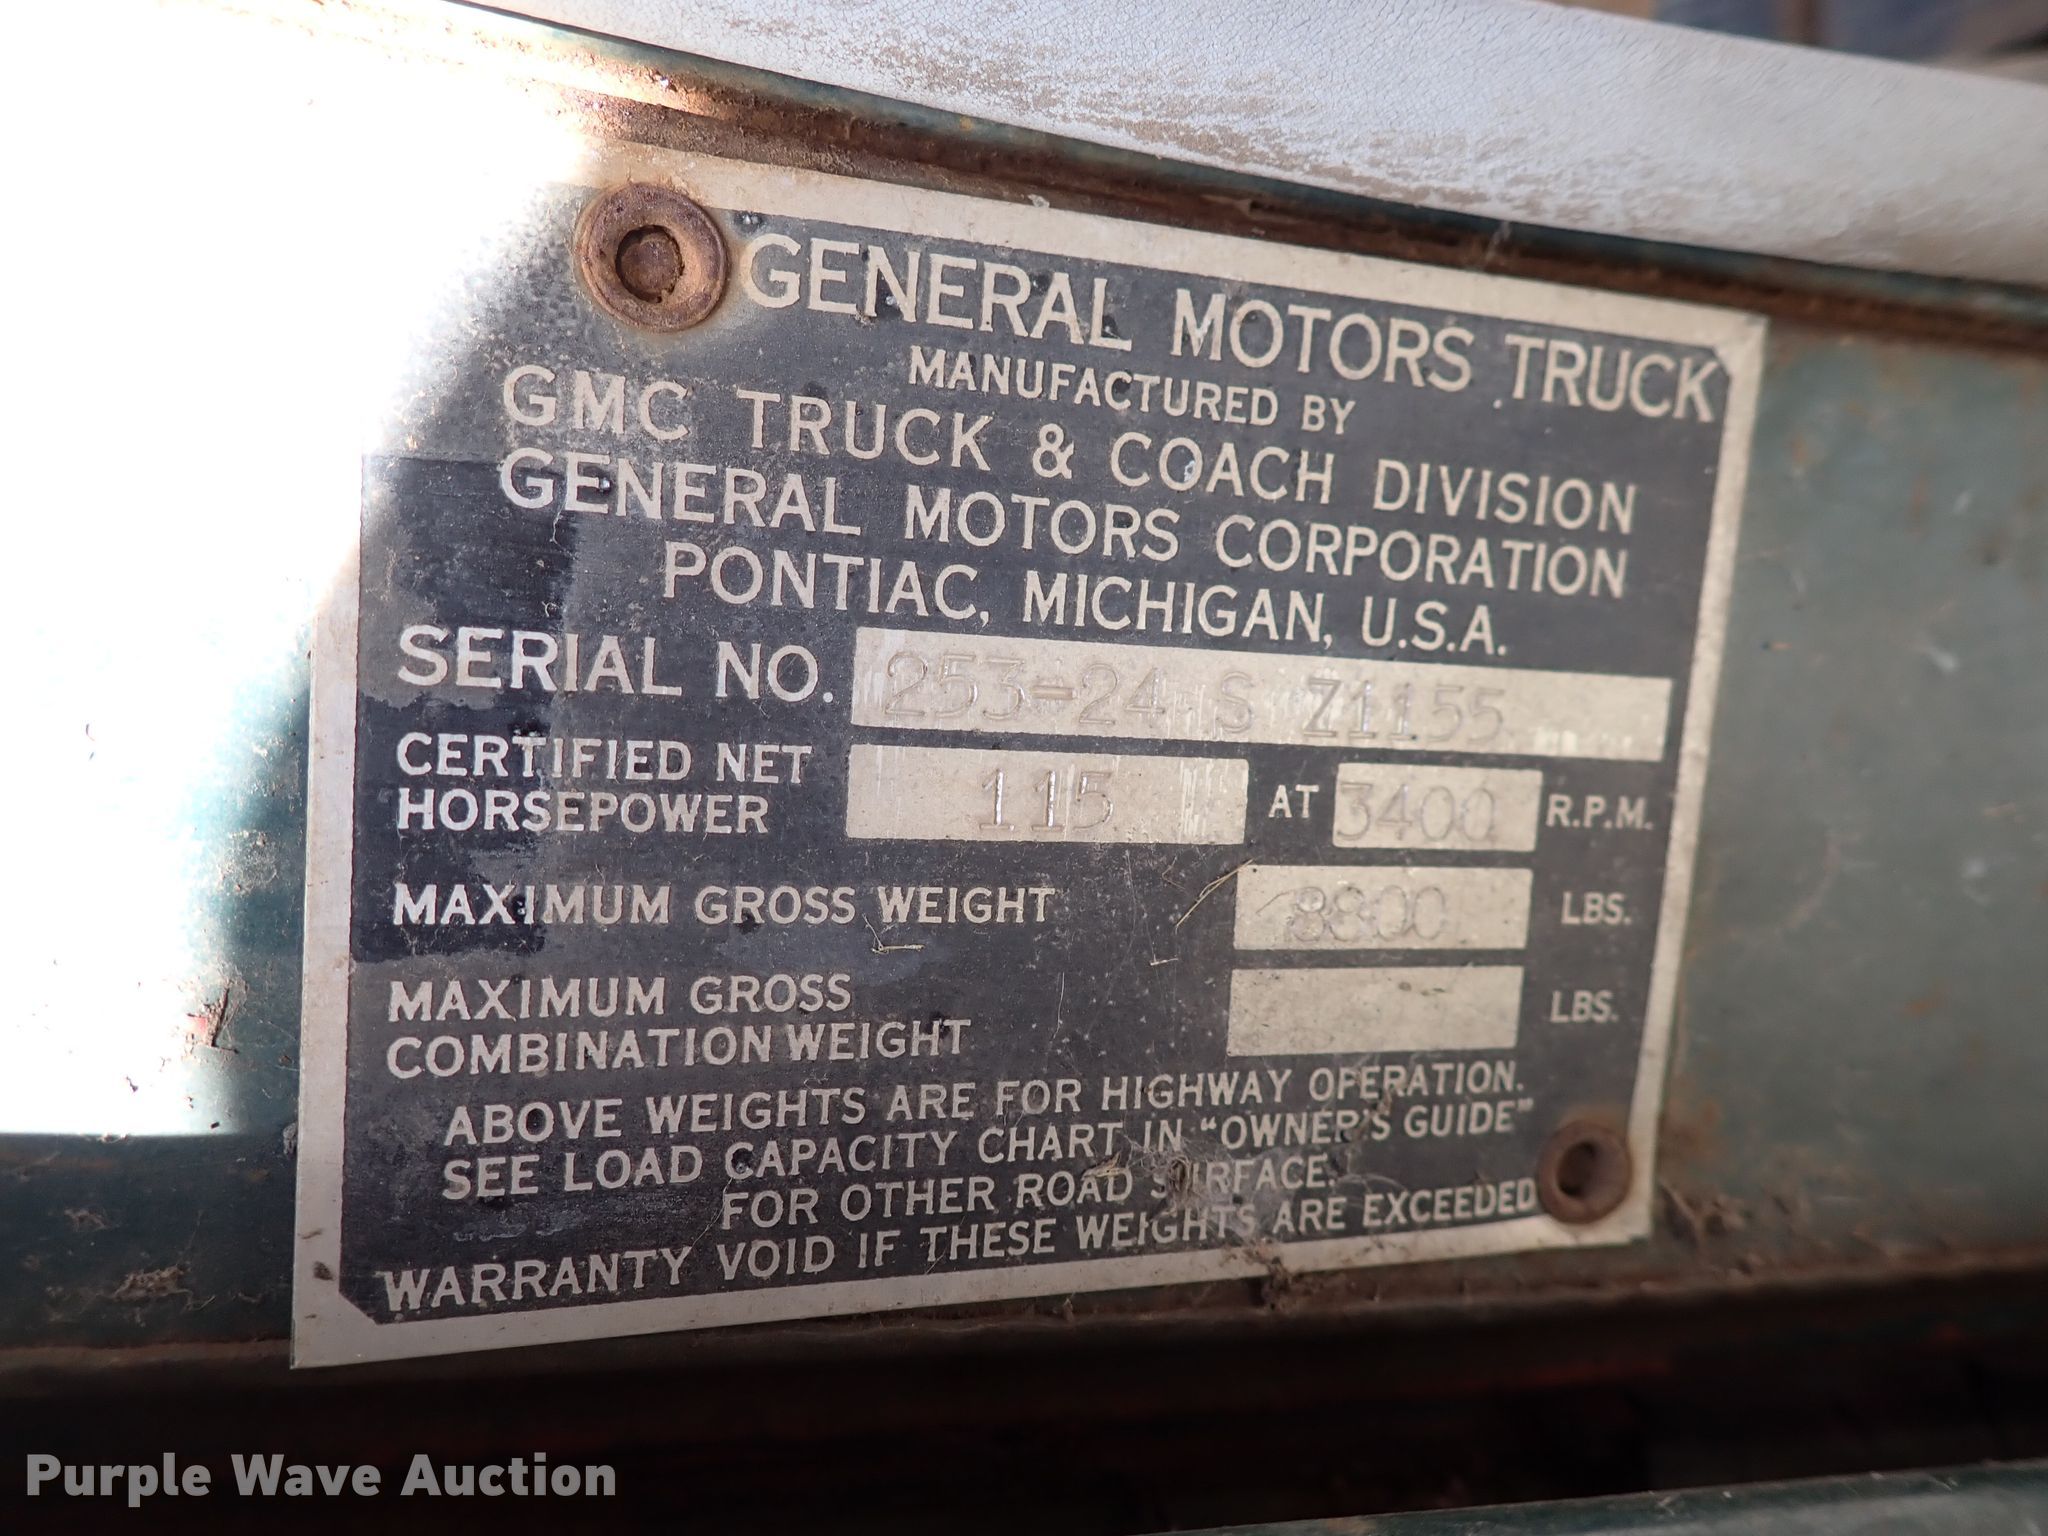 GENERAL MOTORS TRUCK
MANUFACTURED BY
GMC TRUCK & COACH DIVISION
GENERAL MOTORS CORPORATION
PONTIAC, MICHIGAN, U.S.A.
SERIAL NO. 253-24 S Z1155
CERTIFIED NET
HORSEPOWER 115 AT 3400 R.P.M.
MAXIMUM GROSS WEIGHT 8800 LBS.
MAXIMUM GROSS
COMBINATION WEIGHT LBS.
ABOVE WEIGHTS ARE FOR HIGHWAY OPERATION.
SEE LOAD CAPACITY CHART IN "OWNER'S GUIDE"
FOR OTHER ROAD SURFACE.
WARRANTY VOID IF THESE WEIGHTS ARE EXCEEDED
Purple Wave Auction